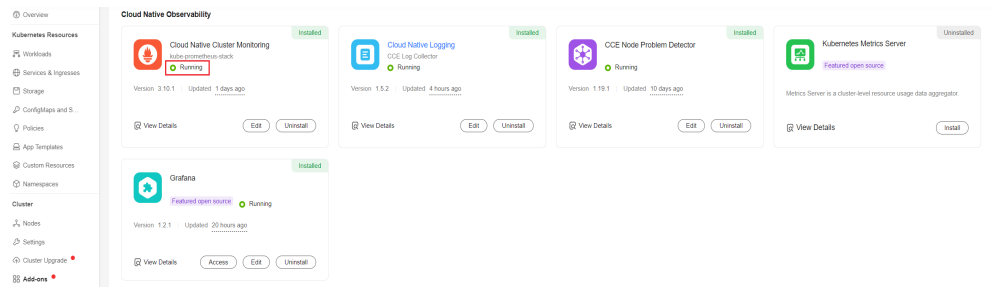 Overview
Kubernetes Resources
Workloads
Services & Ingresses
Storage
ConfigMaps and S...
Policies
App Templates
Custom Resources
Namespaces
Cluster
Nodes
Settings
Cluster Upgrade
Add-ons
Cloud Native Observability
Installed
Cloud Native Cluster Monitoring
kube-prometheus-stack
Running
Version 3.10.1 Updated 1 days ago
View Details Edit Uninstall
Installed
Cloud Native Logging
CCE Log Collector
Running
Version 1.5.2 Updated 4 hours ago
View Details Edit Uninstall
Installed
CCE Node Problem Detector
Running
Version 1.19.1 Updated 10 days ago
View Details Edit Uninstall
Uninstalled
Kubernetes Metrics Server
Featured open source
Metrics Server is a cluster-level resource usage data aggregator.
View Details Install
Installed
Grafana
Featured open source Running
Version 1.2.1 Updated 20 hours ago
View Details Access Edit Uninstall